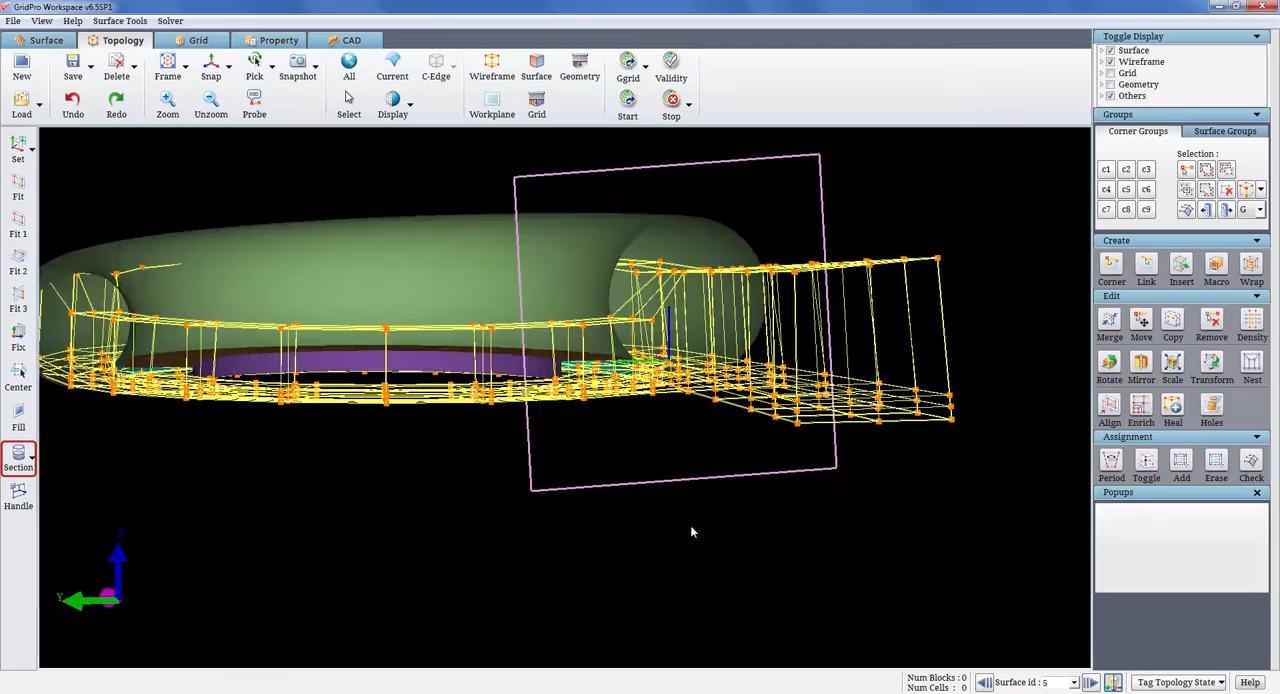 GridPro Workspace v6.5SP1
File View Help Surface Tools Solver
Surface Topology Grid Property CAD
New Save Delete Frame Snap Pick Snapshot All Current C-Edge Wireframe Surface Geometry Ggrid Validity
Load Undo Redo Zoom Unzoom Probe Select Display Workplane Grid Start Stop
Set
Fit
Fit 1
Fit 2
Fit 3
Fix
Center
Fill
Section
Handle
Z
Y
Toggle Display
Surface
Wireframe
Grid
Geometry
Others
Groups
Corner Groups Surface Groups
Selection :
c1 c2 c3
c4 c5 c6
c7 c8 c9 G
Create
Corner Link Insert Macro Wrap
Edit
Merge Move Copy Remove Density
Rotate Mirror Scale Transform Nest
Align Enrich Heal Holes
Assignment
Period Toggle Add Erase Check
Popups
Num Blocks : 0
Num Cells : 0
Surface id : 5 Tag Topology State Help